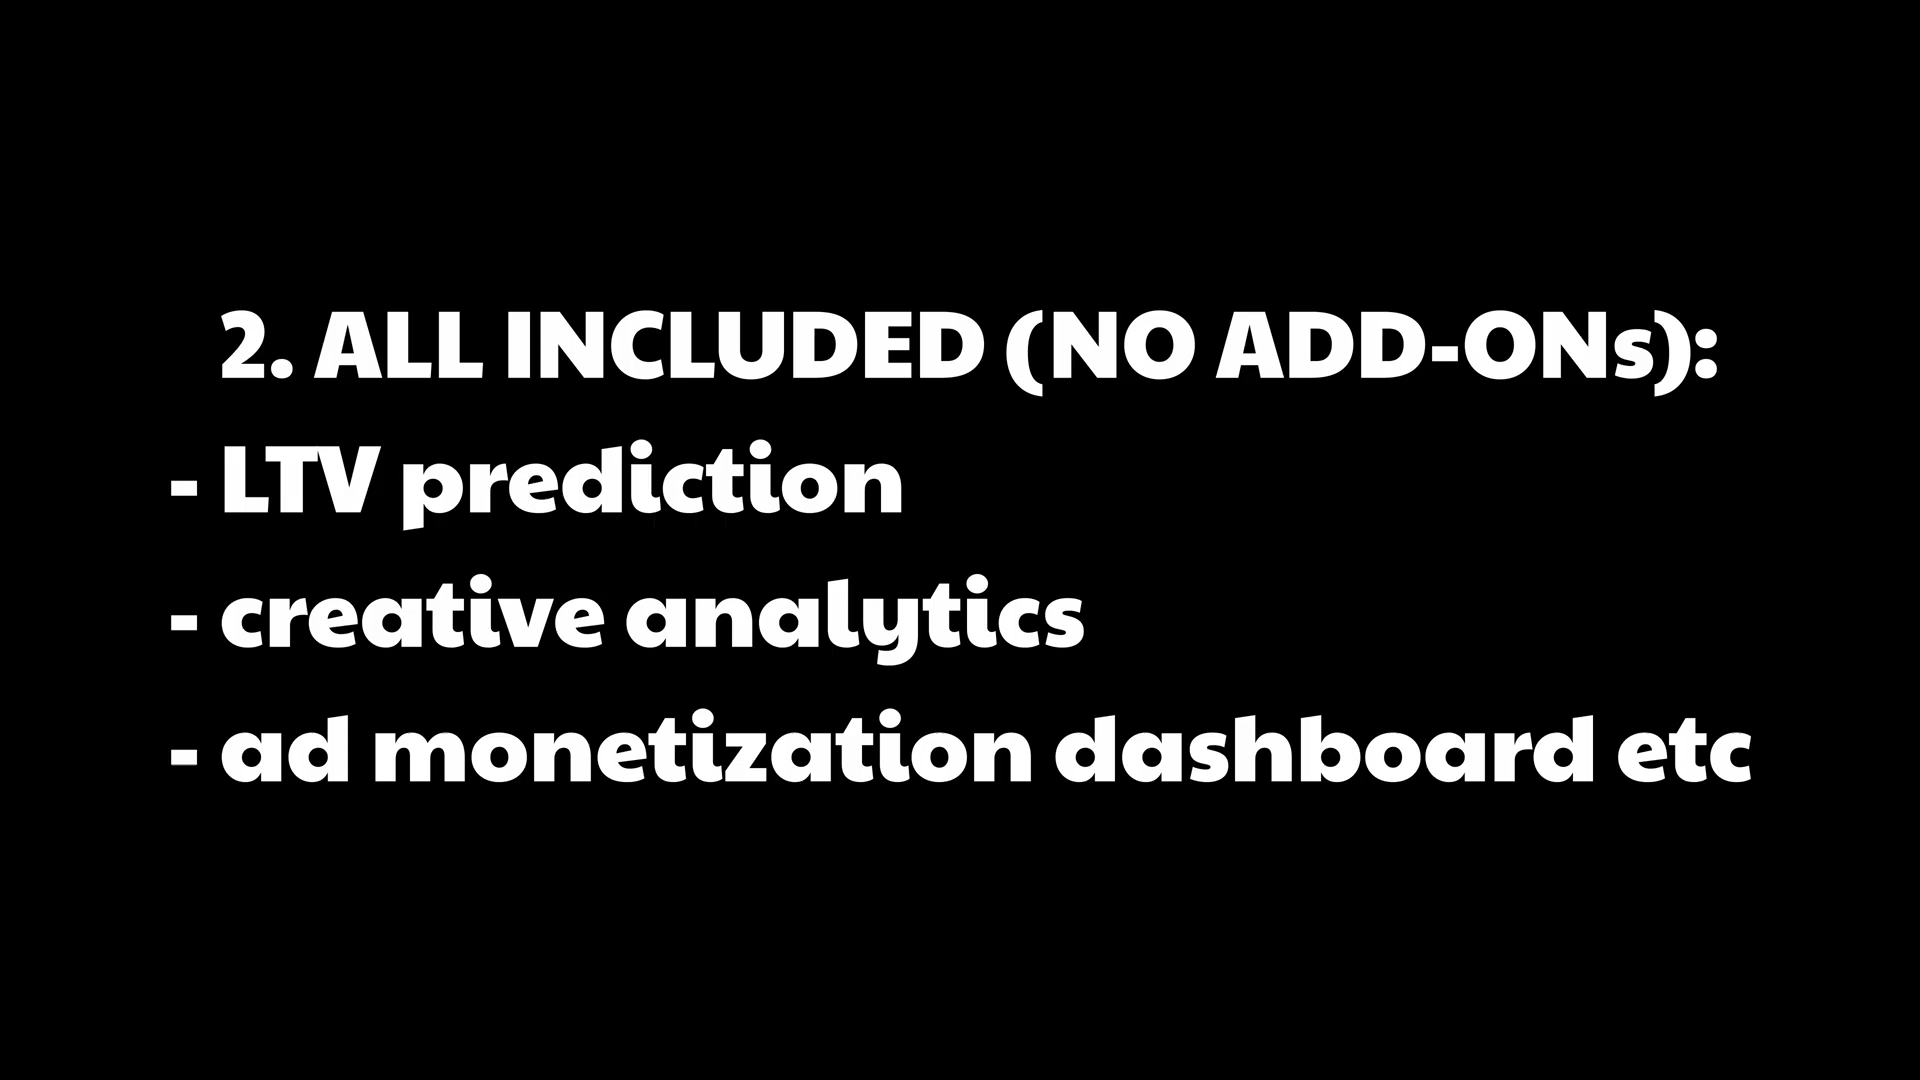 2. ALL INCLUDED (NO ADD-ONs):
- LTV prediction
- creative analytics
- ad monetization dashboard etc